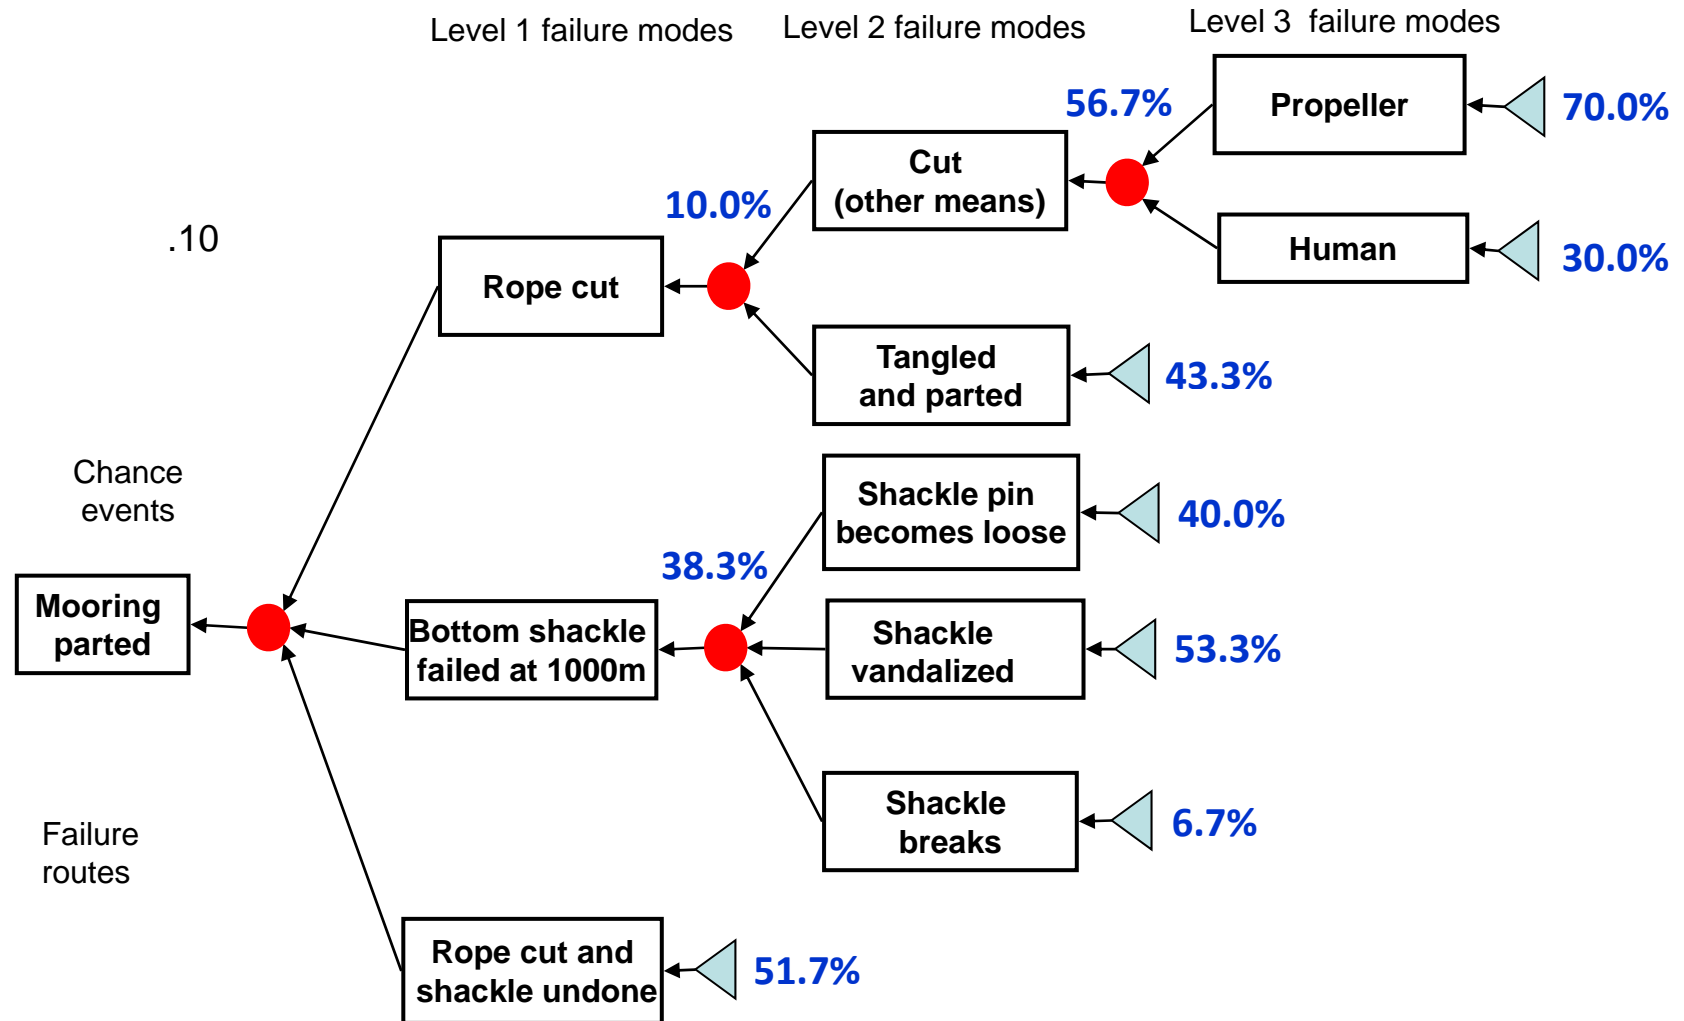 Level 1 failure modes
Level 2 failure modes
Level 3  failure modes
56.7%
Propeller
70.0%
Cut
(other means)
10.0%
.10
Human
30.0%
Rope cut
Tangled
and parted
43.3%
Chance
events
Shackle pin
becomes loose
40.0%
38.3%
Mooring
parted
Bottom shackle
failed at 1000m
Shackle
vandalized
53.3%
Shackle
breaks
6.7%
Failure
routes
Rope cut and
shackle undone
51.7%